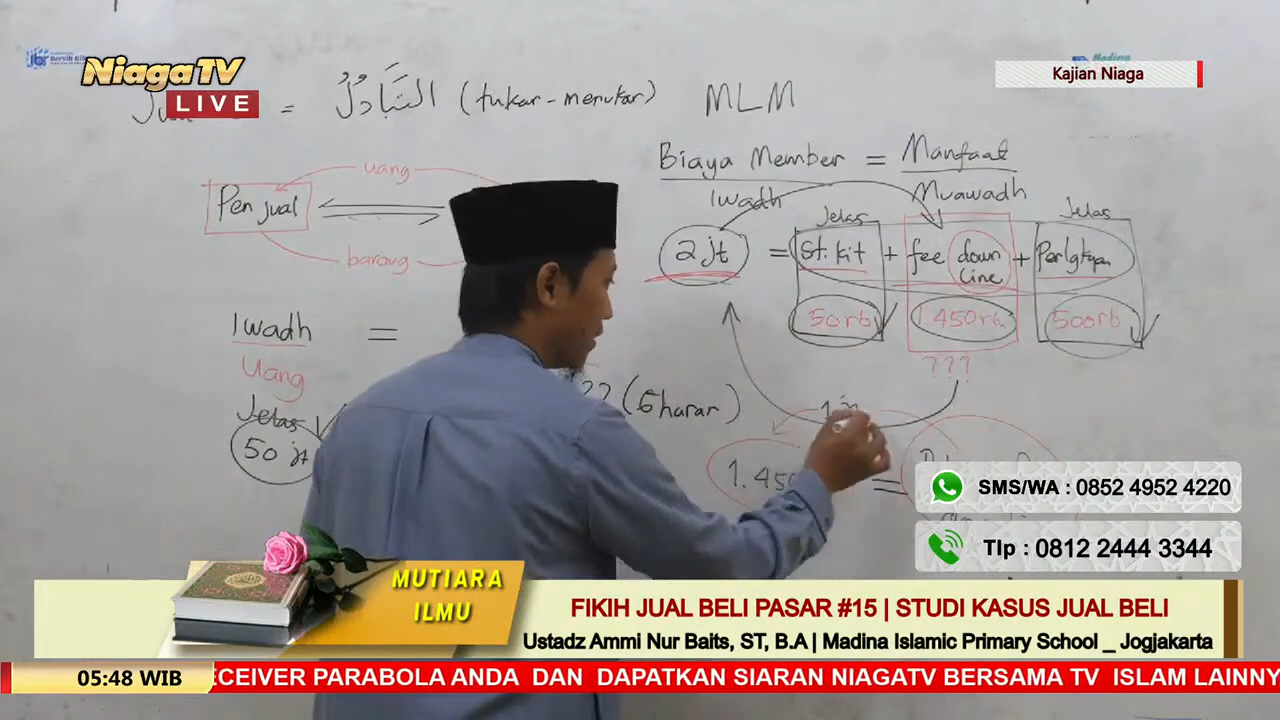 NiagaTV
LIVE
Kajian Niaga
= التَّبَادُلُ (tukar-menukar) MLM
uang
Penjual
barang
Iwadh =
Uang
Jelas
50 jt
?? (Gharar)
Biaya Member = Manfaat
Iwadh Muawadh
Jelas Jelas
2 jt = St. kit + fee down line + Perlgkpn
50rb 1.450rb 500rb
???
1.450
=
SMS/WA : 0852 4952 4220
Tlp : 0812 2444 3344
MUTIARA
ILMU
FIKIH JUAL BELI PASAR #15 | STUDI KASUS JUAL BELI
Ustadz Ammi Nur Baits, ST, B.A | Madina Islamic Primary School _ Jogjakarta
05:48 WIB
ECEIVER PARABOLA ANDA DAN DAPATKAN SIARAN NIAGATV BERSAMA TV ISLAM LAINNY